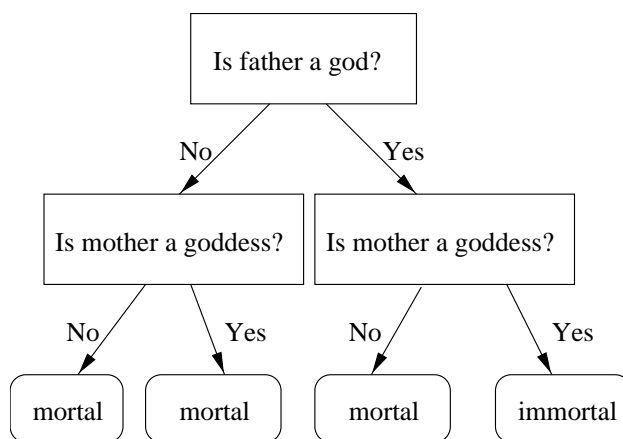 Is father a god?
No
Yes
Is mother a goddess?
Is mother a goddess?
No
Yes
No
Yes
mortal
mortal
mortal
immortal